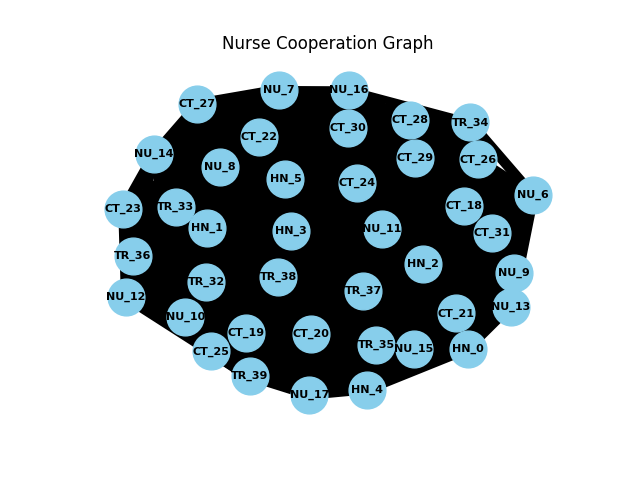 Nurse Cooperation Graph
NU_7
NU_16
CT_27
CT_28
TR_34
CT_30
CT_22
NU_14
CT_29
CT_26
NU_8
HN_5
CT_24
NU_6
CT_23
TR_33
CT_18
HN_1
HN_3
NU_11
CT_31
TR_36
HN_2
NU_9
TR_38
TR_32
TR_37
NU_12
NU_13
NU_10
CT_21
CT_19
CT_20
TR_35
NU_15
HN_0
CT_25
TR_39
HN_4
NU_17